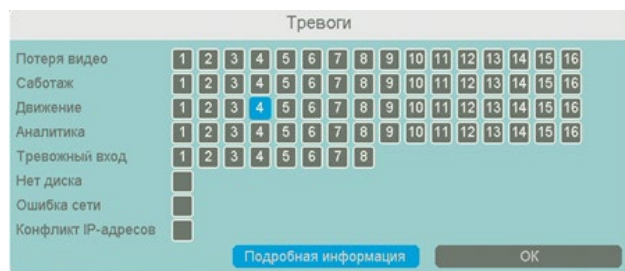 Тревоги
Потеря видео 1 2 3 4 5 6 7 8 9 10 11 12 13 14 15 16
Саботаж 1 2 3 4 5 6 7 8 9 10 11 12 13 14 15 16
Движение 1 2 3 4 5 6 7 8 9 10 11 12 13 14 15 16
Аналитика 1 2 3 4 5 6 7 8 9 10 11 12 13 14 15 16
Тревожный вход 1 2 3 4 5 6 7 8
Нет диска
Ошибка сети
Конфликт IP-адресов
Подробная информация ОК